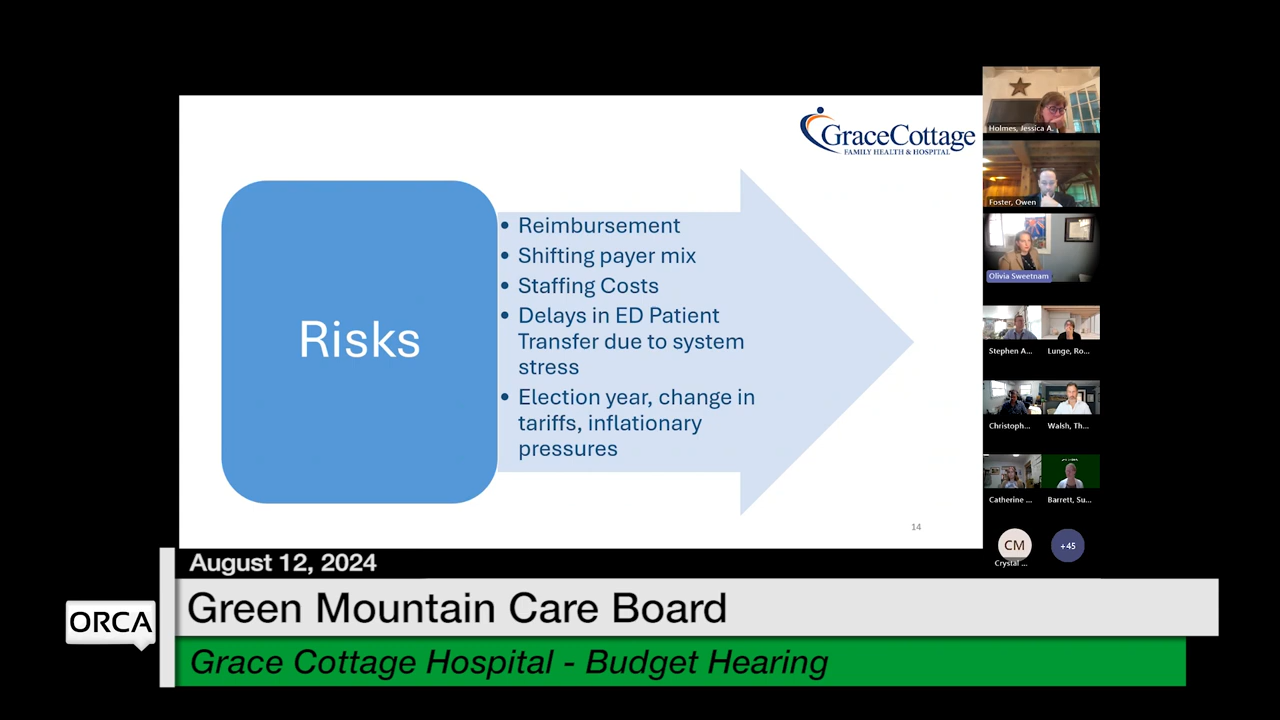 GraceCottage
FAMILY HEALTH & HOSPITAL
Risks
• Reimbursement
• Shifting payer mix
• Staffing Costs
• Delays in ED Patient
Transfer due to system
stress
• Election year, change in
tariffs, inflationary
pressures
14
Holmes, Jessica A.
Foster, Owen
Olivia Sweetnam
Stephen A...
Lunge, Ro...
Christoph...
Walsh, Th...
Catherine ...
Barrett, Su...
CM
+45
Crystal ...
August 12, 2024
ORCA
Green Mountain Care Board
Grace Cottage Hospital - Budget Hearing